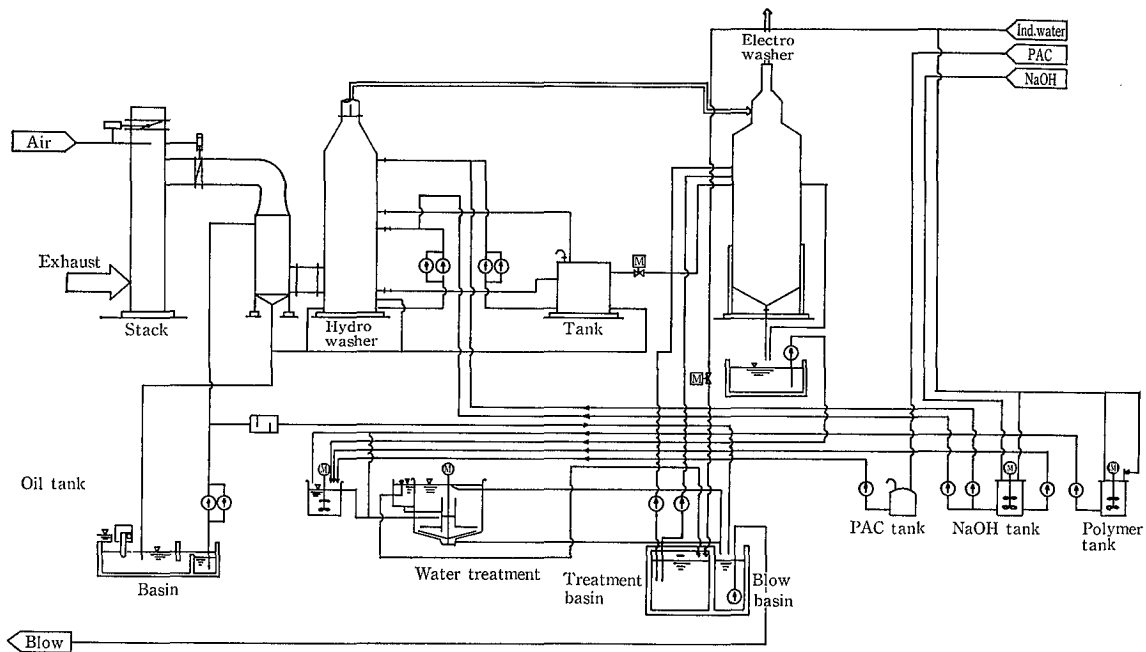 Electro
washer
Ind.water
PAC
NaOH
Air
Exhaust
Stack
Hydro
washer
Tank
M
M
Oil tank
M
M
M
M
PAC tank
NaOH tank
Polymer
tank
Basin
Water treatment
Treatment
basin
Blow
basin
Blow